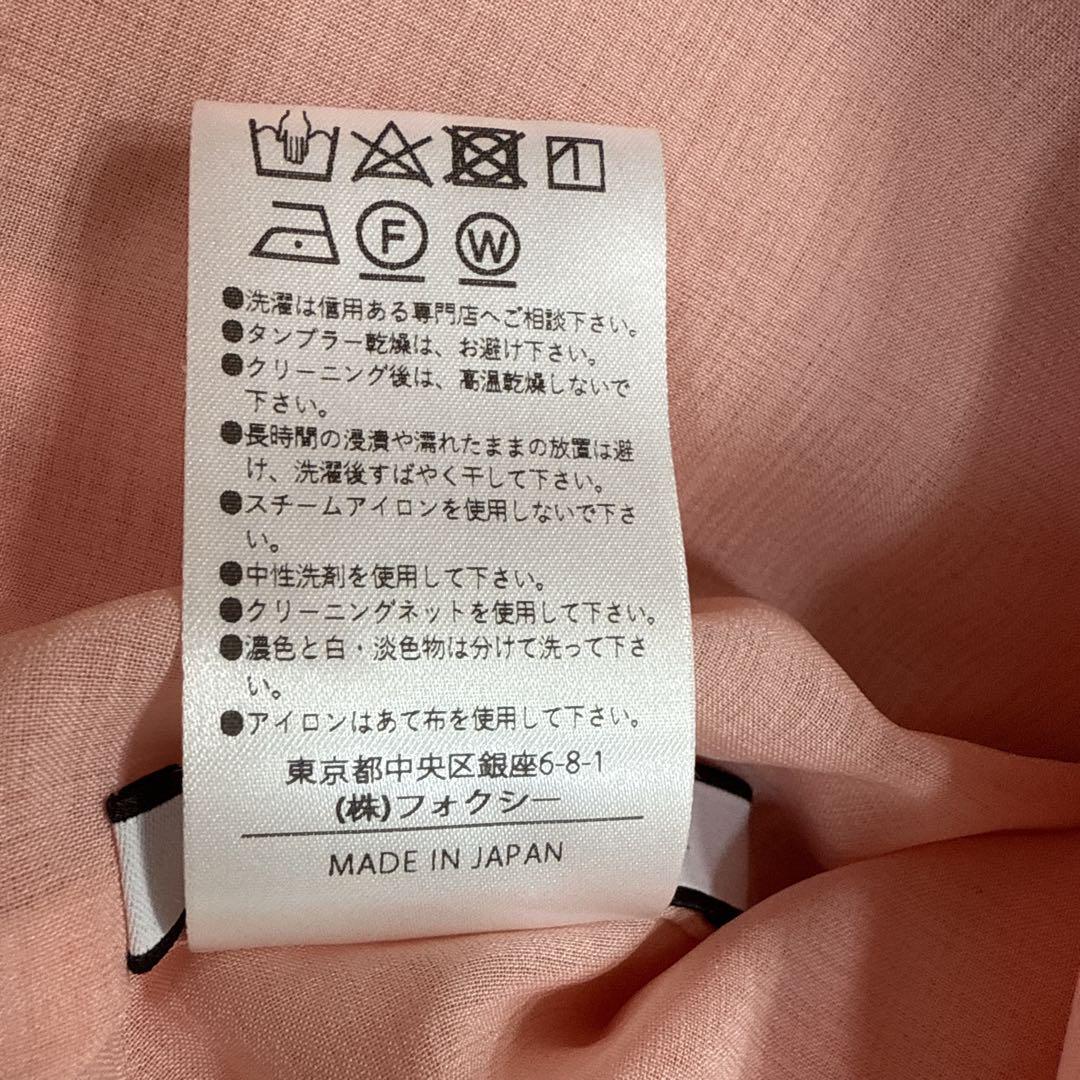 F W
●洗濯は信用ある専門店へご相談下さい。
●タンブラー乾燥は、お避け下さい。
●クリーニング後は、高温乾燥しないで
下さい。
●長時間の浸漬や濡れたままの放置は避
け、洗濯後すばやく干して下さい。
●スチームアイロンを使用しないで下さ
い。
●中性洗剤を使用して下さい。
●クリーニングネットを使用して下さい。
●濃色と白・淡色物は分けて洗って下さ
い。
●アイロンはあて布を使用して下さい。
東京都中央区銀座6-8-1
(株)フォクシー
MADE IN JAPAN